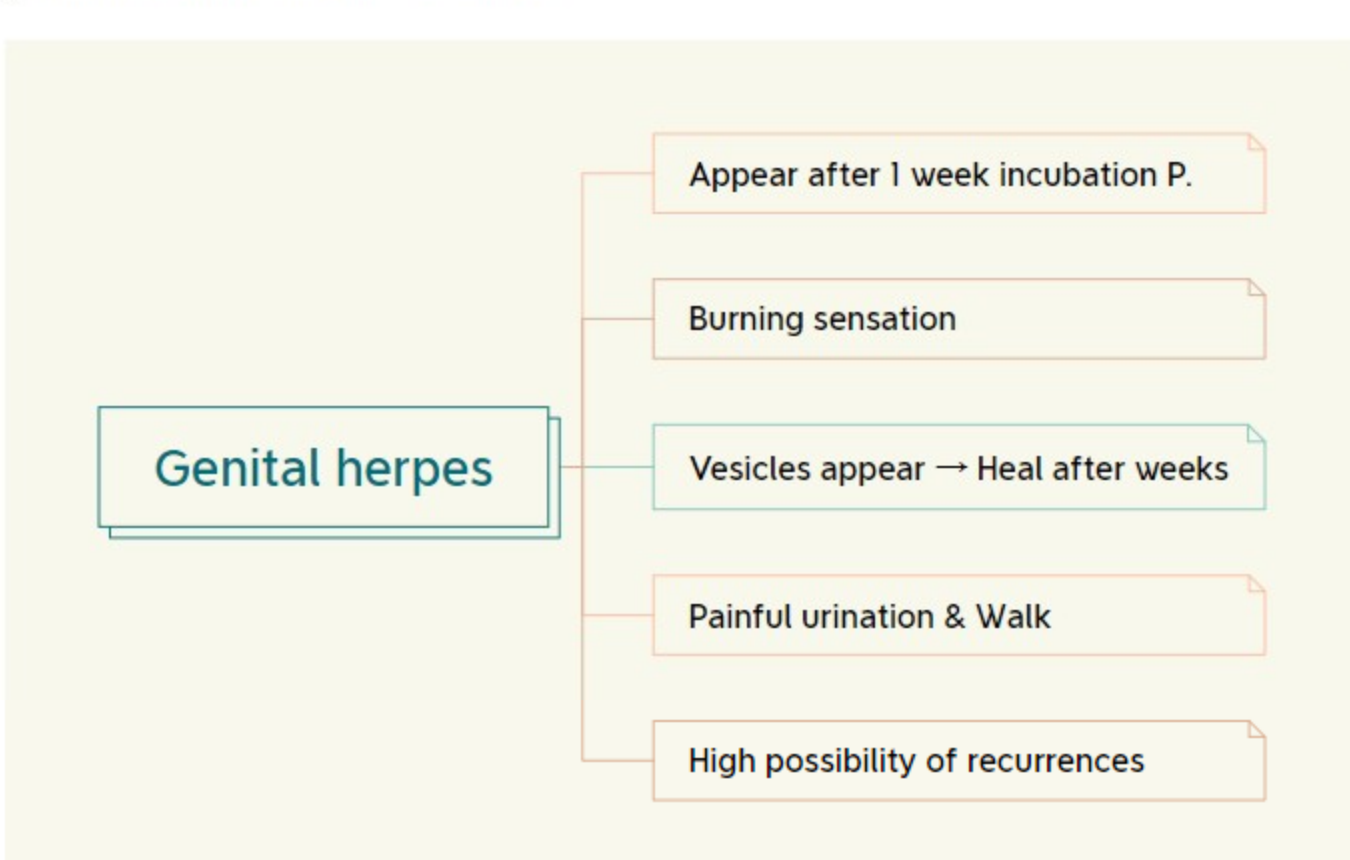 Genital herpes
Appear after 1 week incubation P.
Burning sensation
Vesicles appear → Heal after weeks
Painful urination & Walk
High possibility of recurrences